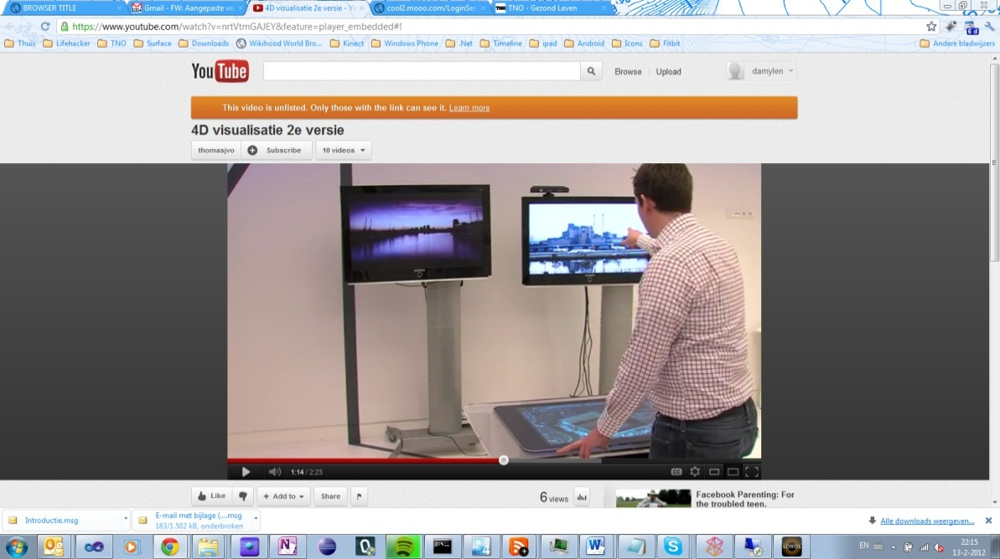 BROWSER TITLE
Gmail - FW: Aangepaste ve
4D visualisatie 2e versie - Yo
cool2.mooo.com/LoginSer
TNO - Gezond Leven
https://www.youtube.com/watch?v=nrtVtmGAJEY&feature=player_embedded#!
6 d
Thuis
Lifehacker
TNO
Surface
Downloads
Wikihood World Bro...
Kinect
Windows Phone
.Net
Timeline
ipad
Android
Icons
Fitbit
Andere bladwijzers
YouTube
Browse
Upload
damylen
This video is unlisted. Only those with the link can see it. Learn more
4D visualisatie 2e versie
thomasjvo
Subscribe
10 videos
1:14 / 2:23
CC
Like
+ Add to
Share
6 views
Facebook Parenting: For
the troubled teen.
Introductie.msg
E-mail met bijlage (....msg
183/1.502 kB, onderbroken
Alle downloads weergeven...
SONOS
EN
22:15
13-2-2012